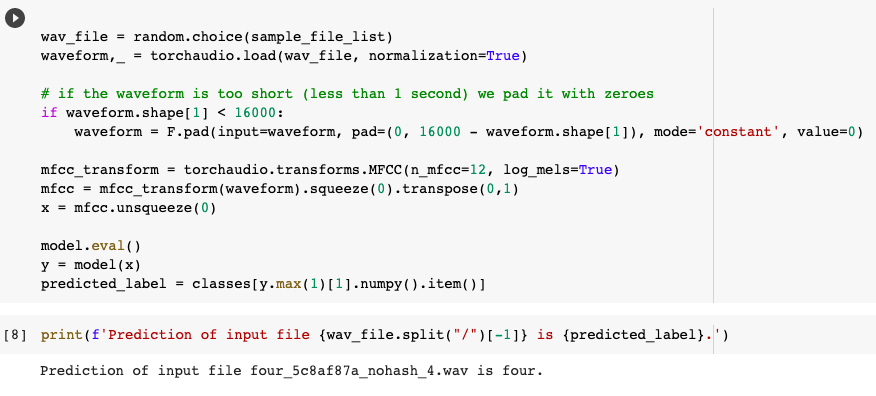 wav_file = random.choice(sample_file_list)
waveform,_ = torchaudio.load(wav_file, normalization=True)
# if the waveform is too short (less than 1 second) we pad it with zeroes
if waveform.shape[1] < 16000:
    waveform = F.pad(input=waveform, pad=(0, 16000 - waveform.shape[1]), mode='constant', value=0)
mfcc_transform = torchaudio.transforms.MFCC(n_mfcc=12, log_mels=True)
mfcc = mfcc_transform(waveform).squeeze(0).transpose(0,1)
x = mfcc.unsqueeze(0)
model.eval()
y = model(x)
predicted_label = classes[y.max(1)[1].numpy().item()]
[8] print(f'Prediction of input file {wav_file.split("/")[-1]} is {predicted_label}.')
Prediction of input file four_5c8af87a_nohash_4.wav is four.